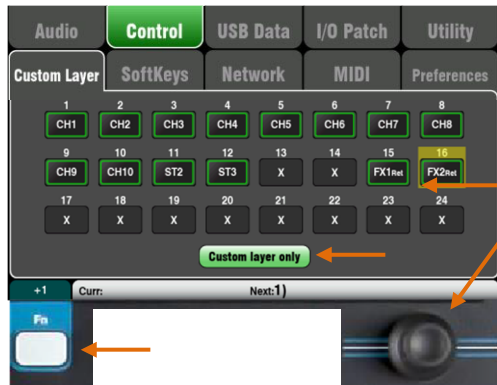 Audio Control USB Data I/O Patch Utility
Custom Layer SoftKeys Network MIDI Preferences
1 2 3 4 5 6 7 8
CH1 CH2 CH3 CH4 CH5 CH6 CH7 CH8
9 10 11 12 13 14 15 16
CH9 CH10 ST2 ST3 X X FX1Ret FX2Ret
17 18 19 20 21 22 23 24
X X X X X X X X
Custom layer only
+1 Curr: Next:1)
Fn